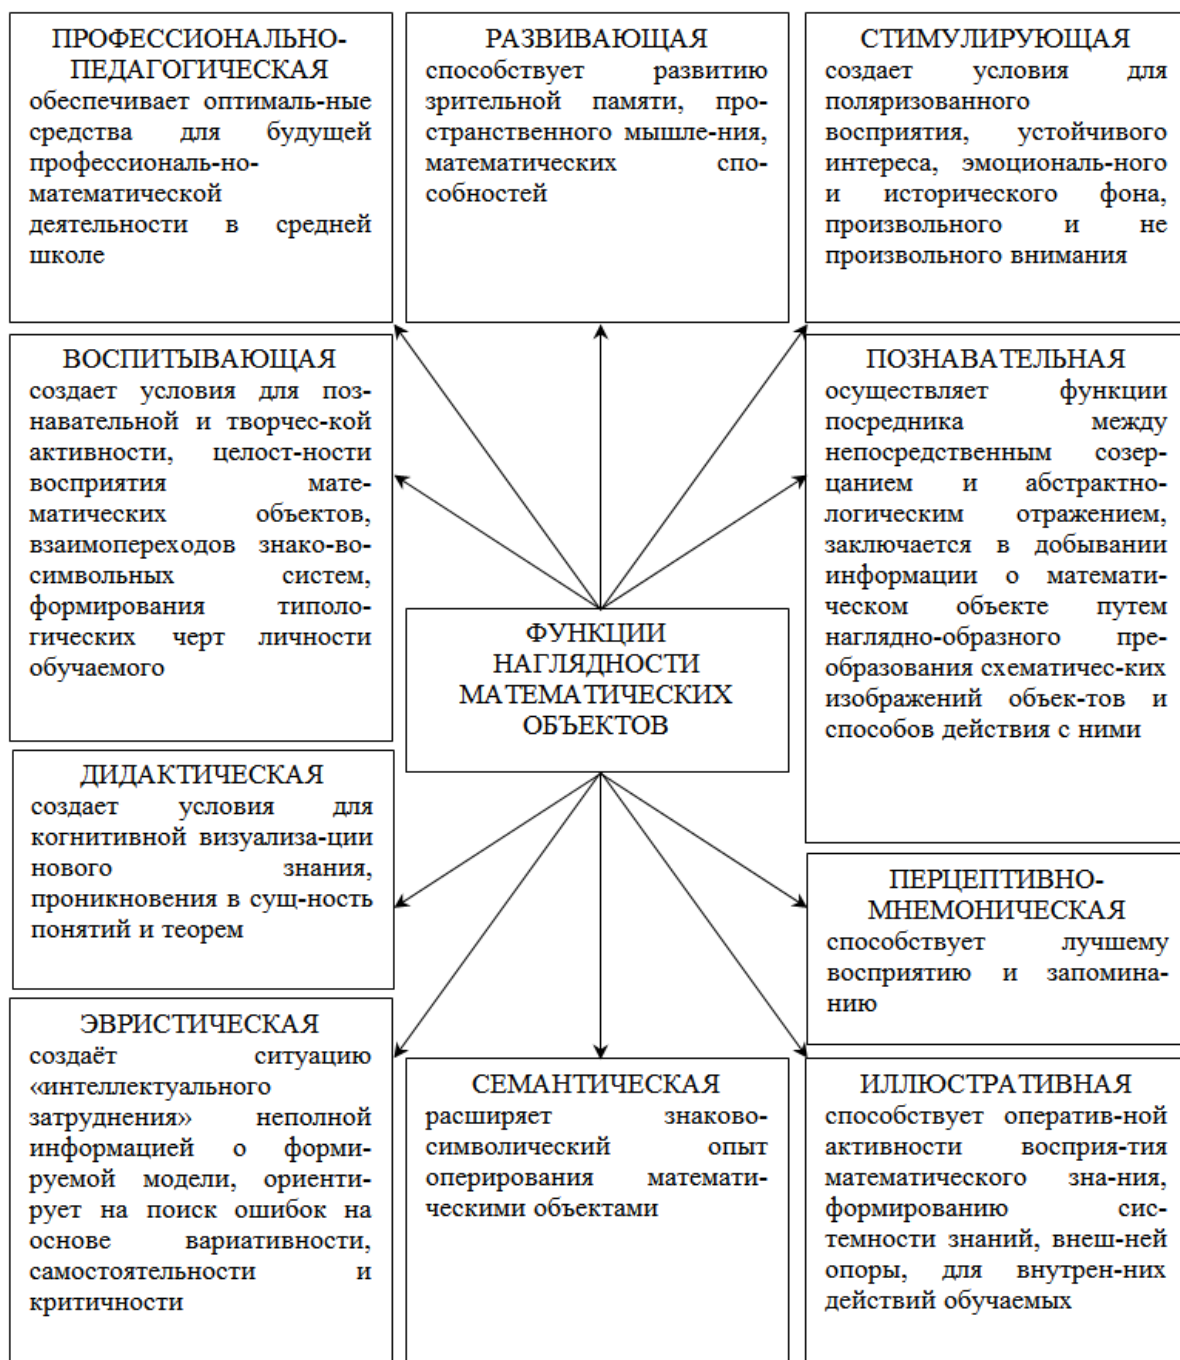 ПРОФЕССИОНАЛЬНО-
ПЕДАГОГИЧЕСКАЯ
обеспечивает оптималь-ные
средства для будущей
профессиональ-но-
математической
деятельности в средней
школе
РАЗВИВАЮЩАЯ
способствует развитию
зрительной памяти, про-
странственного мышле-ния,
математических спо-
собностей
СТИМУЛИРУЮЩАЯ
создает условия для
поляризованного
восприятия, устойчивого
интереса, эмоциональ-ного
и исторического фона,
произвольного и не
произвольного внимания
ВОСПИТЫВАЮЩАЯ
создает условия для поз-
навательной и творчес-кой
активности, целост-ности
восприятия мате-
матических объектов,
взаимопереходов знако-во-
символьных систем,
формирования типоло-
гических черт личности
обучаемого
ПОЗНАВАТЕЛЬНАЯ
осуществляет функции
посредника между
непосредственным созер-
цанием и абстрактно-
логическим отражением,
заключается в добывании
информации о математи-
ческом объекте путем
наглядно-образного пре-
образования схематичес-ких
изображений объек-тов и
способов действия с ними
ФУНКЦИИ
НАГЛЯДНОСТИ
МАТЕМАТИЧЕСКИХ
ОБЪЕКТОВ
ДИДАКТИЧЕСКАЯ
создает условия для
когнитивной визуализа-ции
нового знания,
проникновения в сущ-ность
понятий и теорем
ПЕРЦЕПТИВНО-
МНЕМОНИЧЕСКАЯ
способствует лучшему
восприятию и запомина-
нию
ЭВРИСТИЧЕСКАЯ
создаёт ситуацию
«интеллектуального
затруднения» неполной
информацией о форми-
руемой модели, ориенти-
рует на поиск ошибок на
основе вариативности,
самостоятельности и
критичности
СЕМАНТИЧЕСКАЯ
расширяет знаково-
символический опыт
оперирования математи-
ческими объектами
ИЛЛЮСТРАТИВНАЯ
способствует оператив-ной
активности восприя-тия
математического зна-ния,
формированию сис-
темности знаний, внеш-ней
опоры, для внутрен-них
действий обучаемых